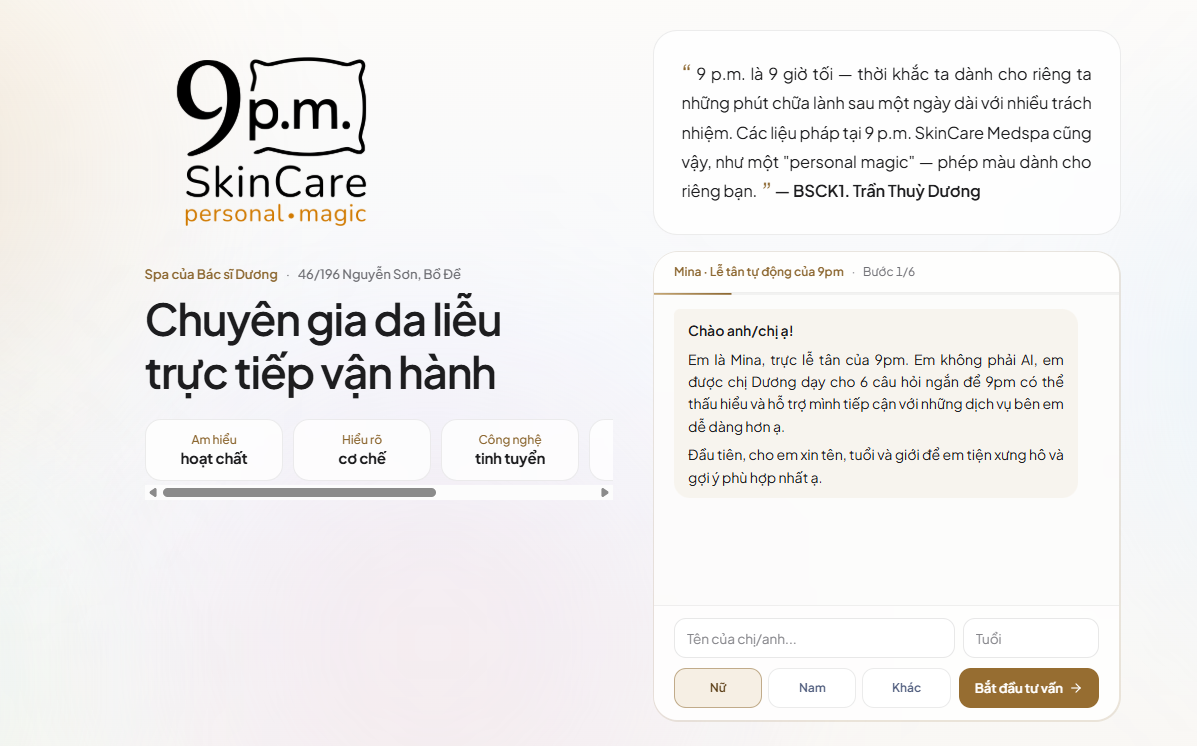 9 p.m.
SkinCare
personal • magic
Spa của Bác sĩ Dương · 46/196 Nguyễn Sơn, Bồ Đề
Chuyên gia da liễu
trực tiếp vận hành
Am hiểu
hoạt chất
Hiểu rõ
cơ chế
Công nghệ
tinh tuyển
“ 9 p.m. là 9 giờ tối — thời khắc ta dành cho riêng ta
những phút chữa lành sau một ngày dài với nhiều trách
nhiệm. Các liệu pháp tại 9 p.m. SkinCare Medspa cũng
vậy, như một "personal magic" — phép màu dành cho
riêng bạn. ” — BSCK1. Trần Thuỳ Dương
Mina · Lễ tân tự động của 9pm · Bước 1/6
Chào anh/chị ạ!
Em là Mina, trực lễ tân của 9pm. Em không phải AI, em
được chị Dương dạy cho 6 câu hỏi ngắn để 9pm có thể
thấu hiểu và hỗ trợ mình tiếp cận với những dịch vụ bên em
dễ dàng hơn ạ.
Đầu tiên, cho em xin tên, tuổi và giới để em tiện xưng hô và
gợi ý phù hợp nhất ạ.
Tên của chị/anh...
Tuổi
Nữ
Nam
Khác
Bắt đầu tư vấn →